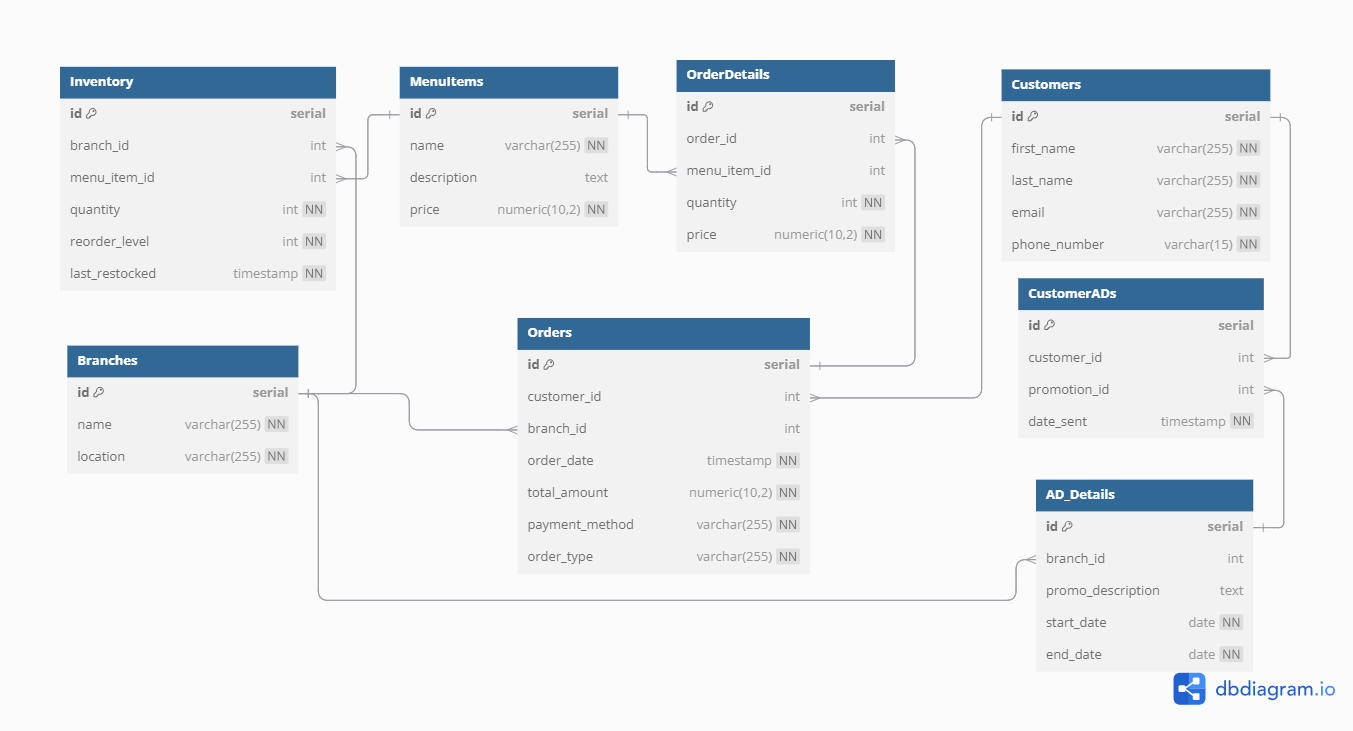 Inventory
id serial
branch_id int
menu_item_id int
quantity int NN
reorder_level int NN
last_restocked timestamp NN
MenuItems
id serial
name varchar(255) NN
description text
price numeric(10,2) NN
OrderDetails
id serial
order_id int
menu_item_id int
quantity int NN
price numeric(10,2) NN
Customers
id serial
first_name varchar(255) NN
last_name varchar(255) NN
email varchar(255) NN
phone_number varchar(15) NN
CustomerADs
id serial
customer_id int
promotion_id int
date_sent timestamp NN
Branches
id serial
name varchar(255) NN
location varchar(255) NN
Orders
id serial
customer_id int
branch_id int
order_date timestamp NN
total_amount numeric(10,2) NN
payment_method varchar(255) NN
order_type varchar(255) NN
AD_Details
id serial
branch_id int
promo_description text
start_date date NN
end_date date NN
dbdiagram.io